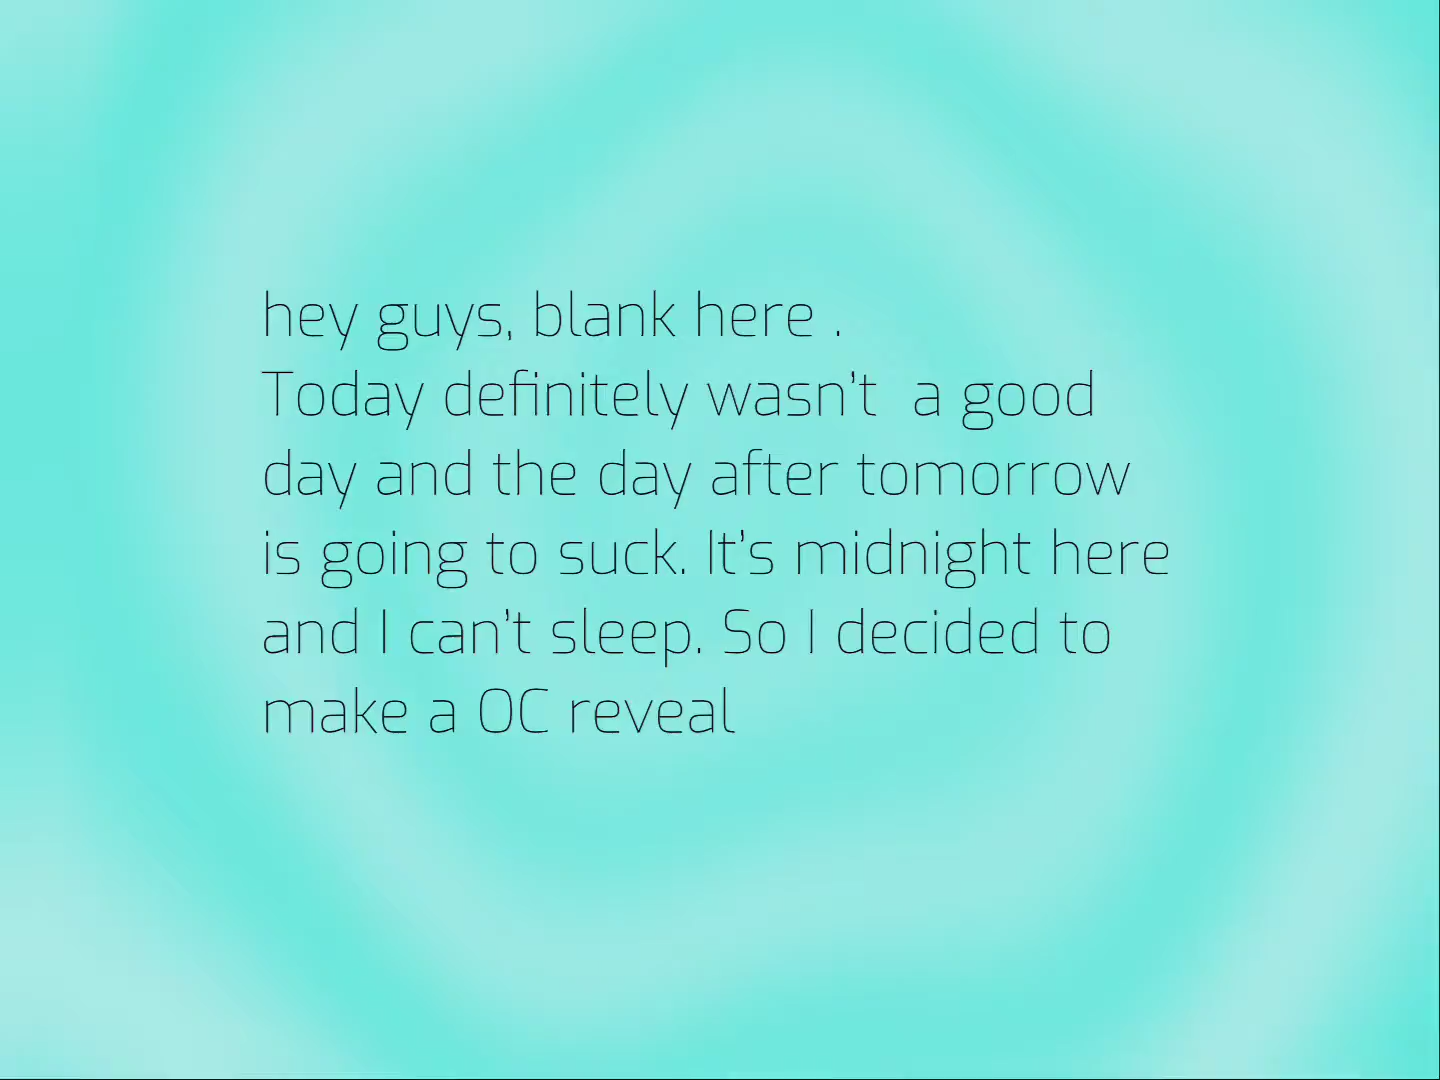 hey guys, blank here .
Today definitely wasn't  a good
day and the day after tomorrow
is going to suck. It's midnight here
and I can't sleep. So I decided to
make a OC reveal